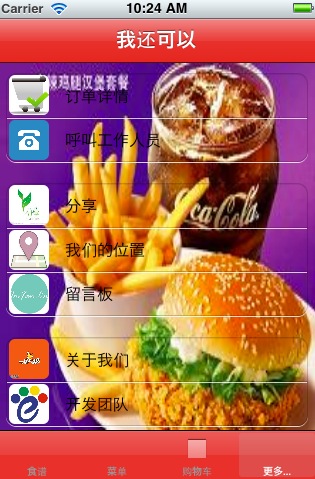 Carrier 10:24 AM
我还可以
辣鸡腿汉堡套餐
订单详情
呼叫工作人员
Coca-Cola
分享
我们的位置
留言板
关于我们
开发团队
食谱 菜单 购物车 更多...